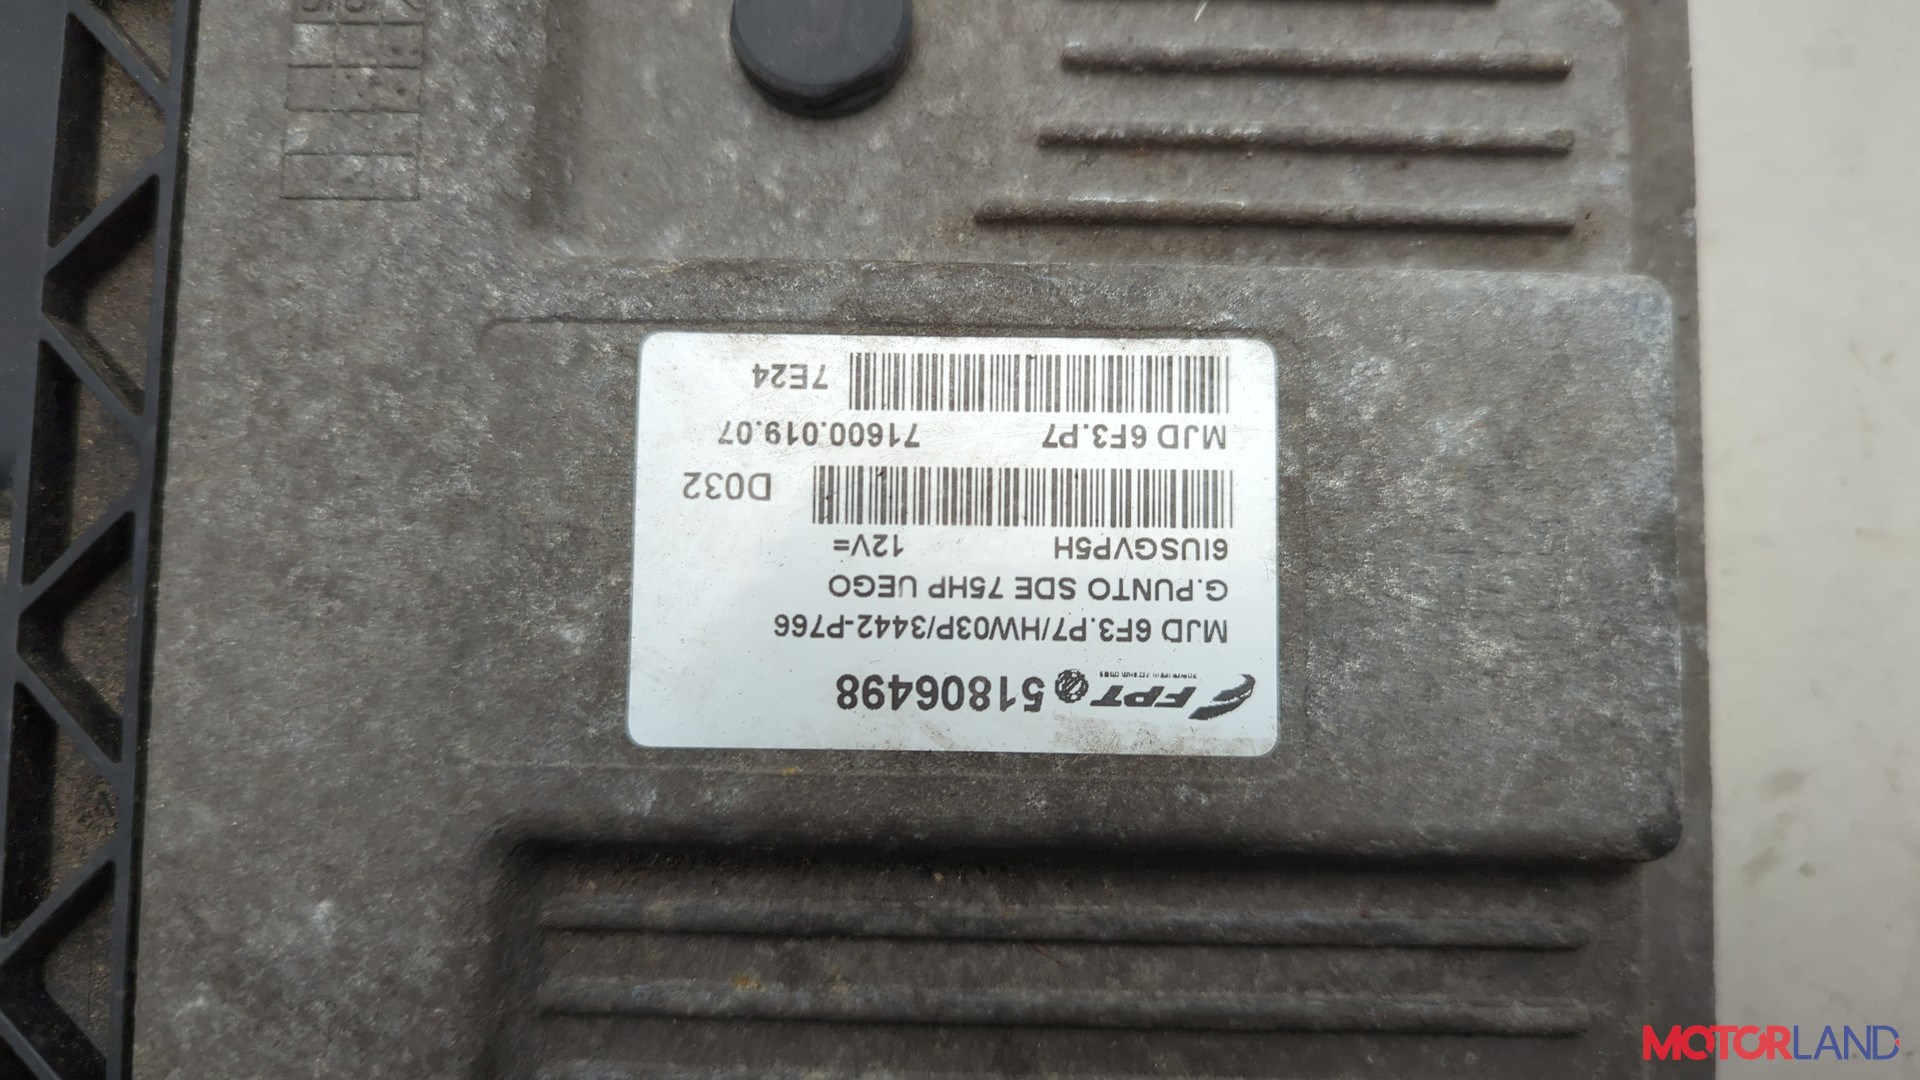 FPT 51806498
MJD 6F3.P7/HW03P/3442-P766
G.PUNTO SDE 75HP UEGO
6IUSGVP5H 12V=
D032
MJD 6F3.P7 71600.019.07
7E24
MOTORLAND